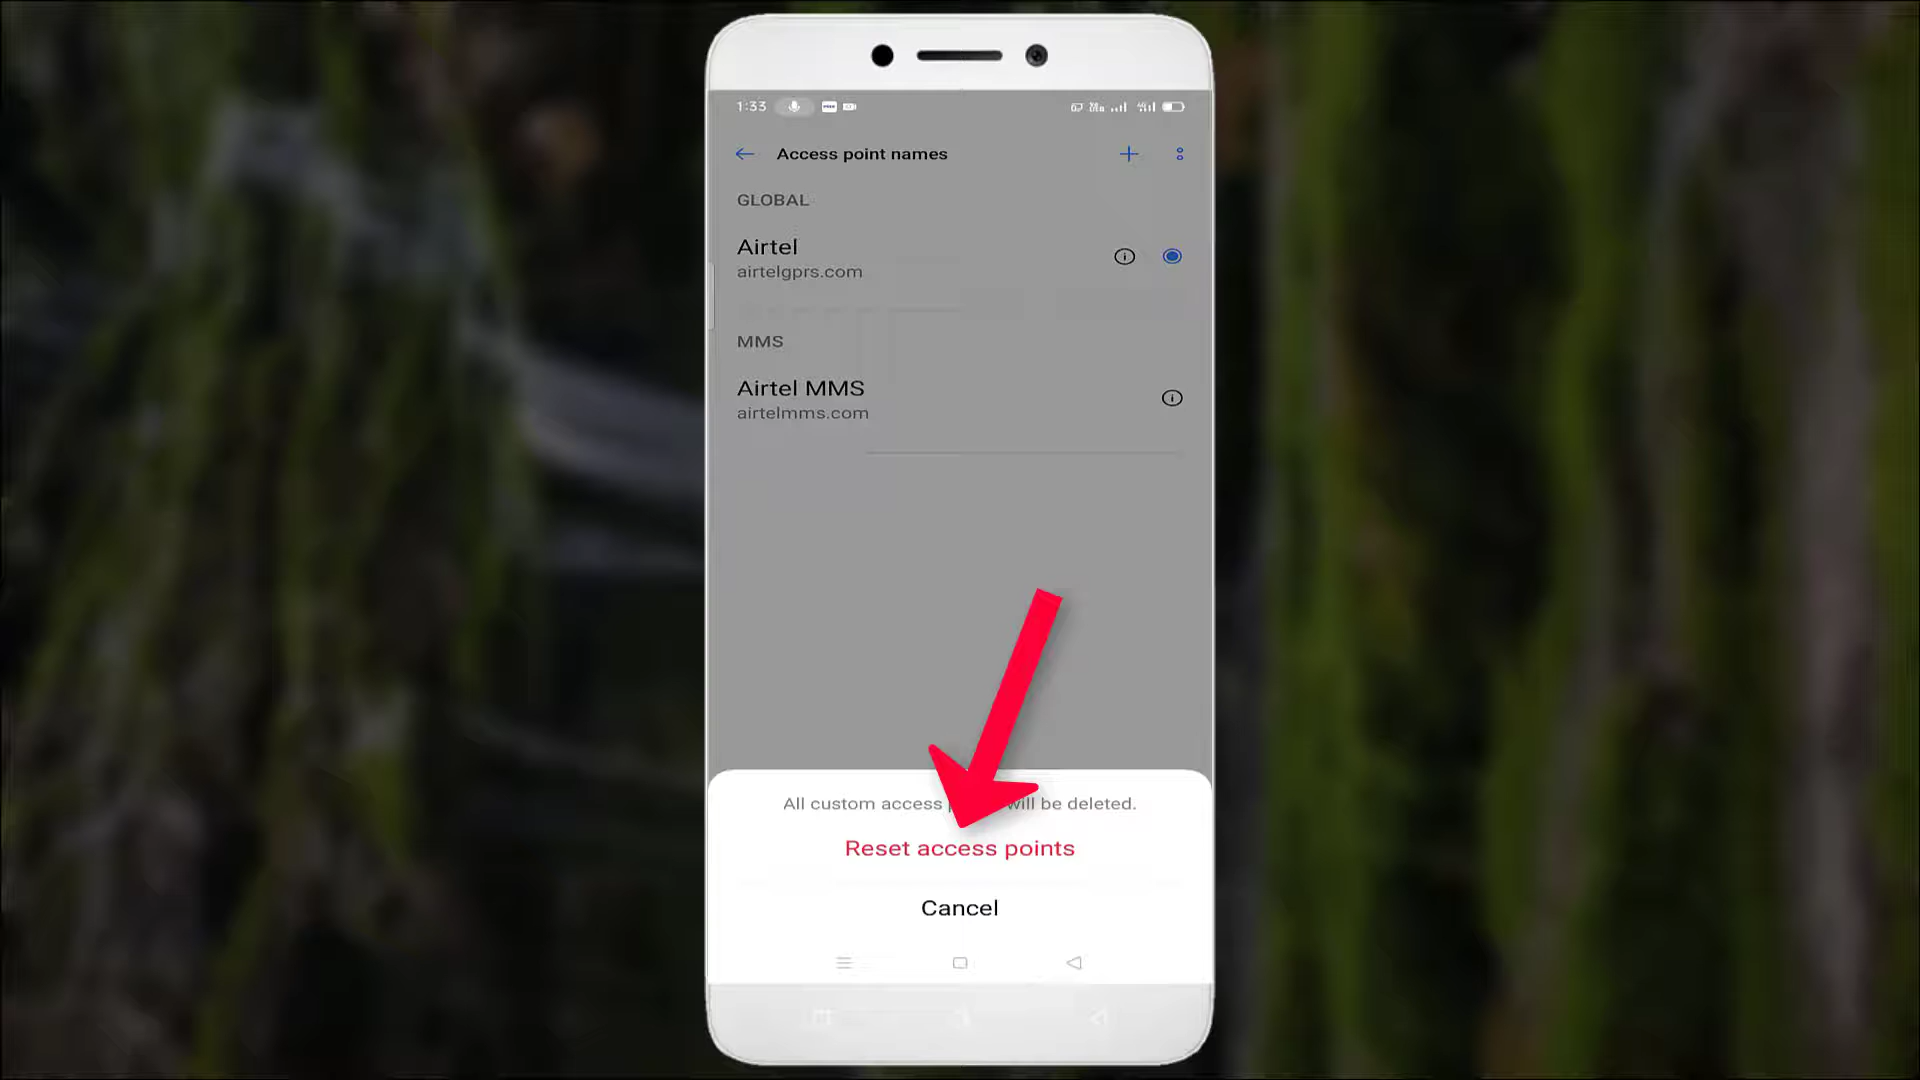 1:33
Access point names
GLOBAL
Airtel
airtelgprs.com
MMS
Airtel MMS
airtelmms.com
All custom access will be deleted.
Reset access points
Cancel